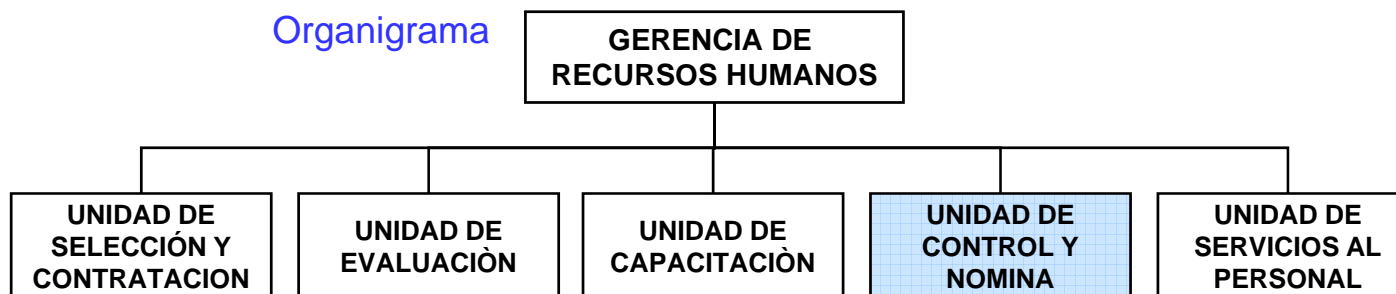 Organigrama
GERENCIA DE
RECURSOS HUMANOS
UNIDAD DE
SELECCIÓN Y
CONTRATACION
UNIDAD DE
EVALUACIÒN
UNIDAD DE
CAPACITACIÒN
UNIDAD DE
CONTROL Y
NOMINA
UNIDAD DE
SERVICIOS AL
PERSONAL